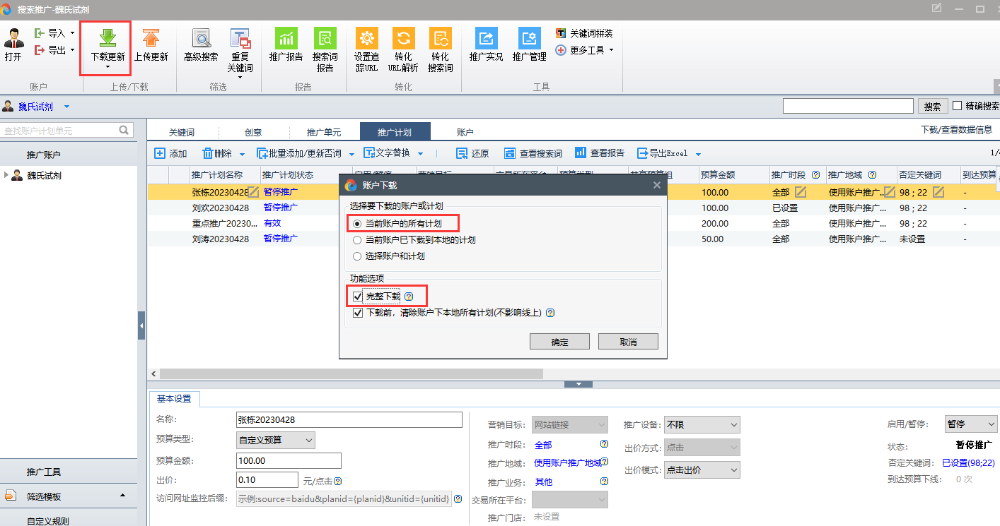 搜索推广-魏氏试剂
打开
导入
导出
下载更新
上传更新
高级搜索
重复
关键词
推广报告
搜索词
报告
设置追
踪URL
转化
URL解析
转化
搜索词
推广实况
推广管理
关键词拼装
更多工具
账户
上传/下载
筛选
报告
转化
工具
魏氏试剂
搜索
精确搜索
查找账户计划单元
推广账户
魏氏试剂
推广工具
筛选模板
自定义规则
关键词 创意 推广单元 推广计划 账户
下载/查看数据信息
添加 删除 批量添加/更新否词 文字替换 还原 查看搜索词 查看报告 导出Excel
推广计划名称 推广计划状态 启用/暂停 营销目标 交易所在平台 预算类型 共享预算组 预算金额 推广时段 推广地域 否定关键词 到达预算
张栋20230428 暂停推广 100.00 全部 使用账户推广... 98 ; 22 -
刘欢20230428 暂停推广 100.00 已设置 使用账户推广... 98 ; 22 -
重点推广20230... 有效 200.00 全部 使用账户推广... 98 ; 22 -
刘涛20230428 暂停推广 50.00 全部 使用账户推广... 未设置 -
账户下载
选择要下载的账户或计划
当前账户的所有计划
当前账户已下载到本地的计划
选择账户和计划
功能选项
完整下载
下载前，清除账户下本地所有计划(不影响线上)
确定 取消
基本设置
名称: 张栋20230428
预算类型: 自定义预算
预算金额: 100.00
出价: 0.10 元/点击
访问网址监控后缀: 示例:source=baidu&planid={planid}&unitid={unitid}
营销目标: 网站链接
推广时段: 全部
推广地域: 使用账户推广地域
推广业务: 其他
交易所在平台:
推广门店: 未设置
推广设备: 不限
出价方式: 点击
出价模式: 点击出价
启用/暂停: 暂停
状态: 暂停推广
否定关键词: 已设置(98;22)
到达预算下线: 0 次